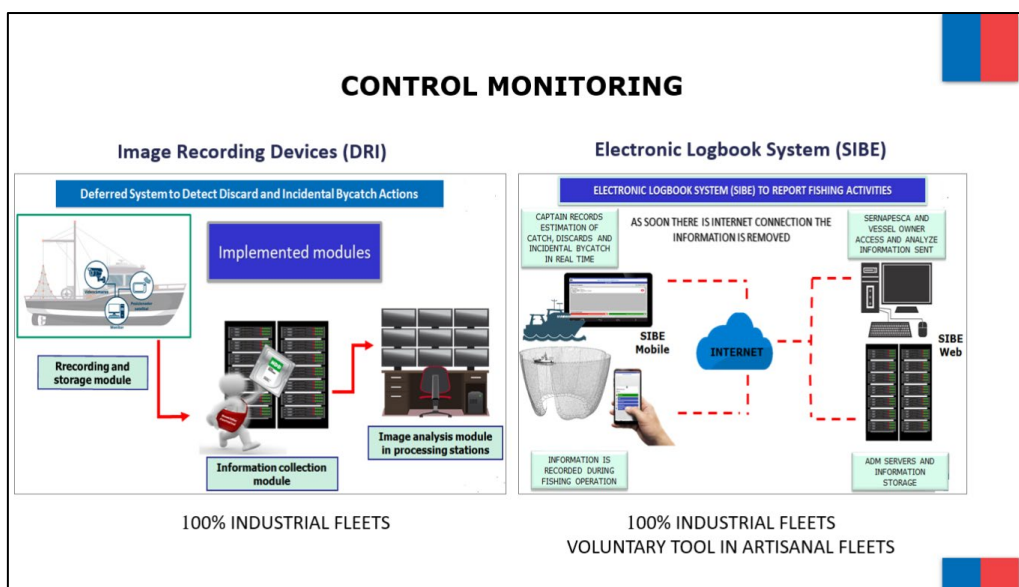 CONTROL MONITORING
Image Recording Devices (DRI)
Deferred System to Detect Discard and Incidental Bycatch Actions
Implemented modules
Rrecording and
storage module
Information collection
module
Image analysis module
in processing stations
100% INDUSTRIAL FLEETS
Electronic Logbook System (SIBE)
ELECTRONIC LOGBOOK SYSTEM (SIBE) TO REPORT FISHING ACTIVITIES
CAPTAIN RECORDS
ESTIMATION OF
CATCH, DISCARDS AND
INCIDENTAL BYCATCH
IN REAL TIME
AS SOON THERE IS INTERNET CONNECTION THE
INFORMATION IS REMOVED
SERNAPESCA AND
VESSEL OWNER
ACCESS AND ANALYZE
INFORMATION SENT
SIBE
Mobile
INTERNET
SIBE
Web
INFORMATION IS
RECORDED DURING
FISHING OPERATION
ADM SERVERS AND
INFORMATION
STORAGE
100% INDUSTRIAL FLEETS
VOLUNTARY TOOL IN ARTISANAL FLEETS